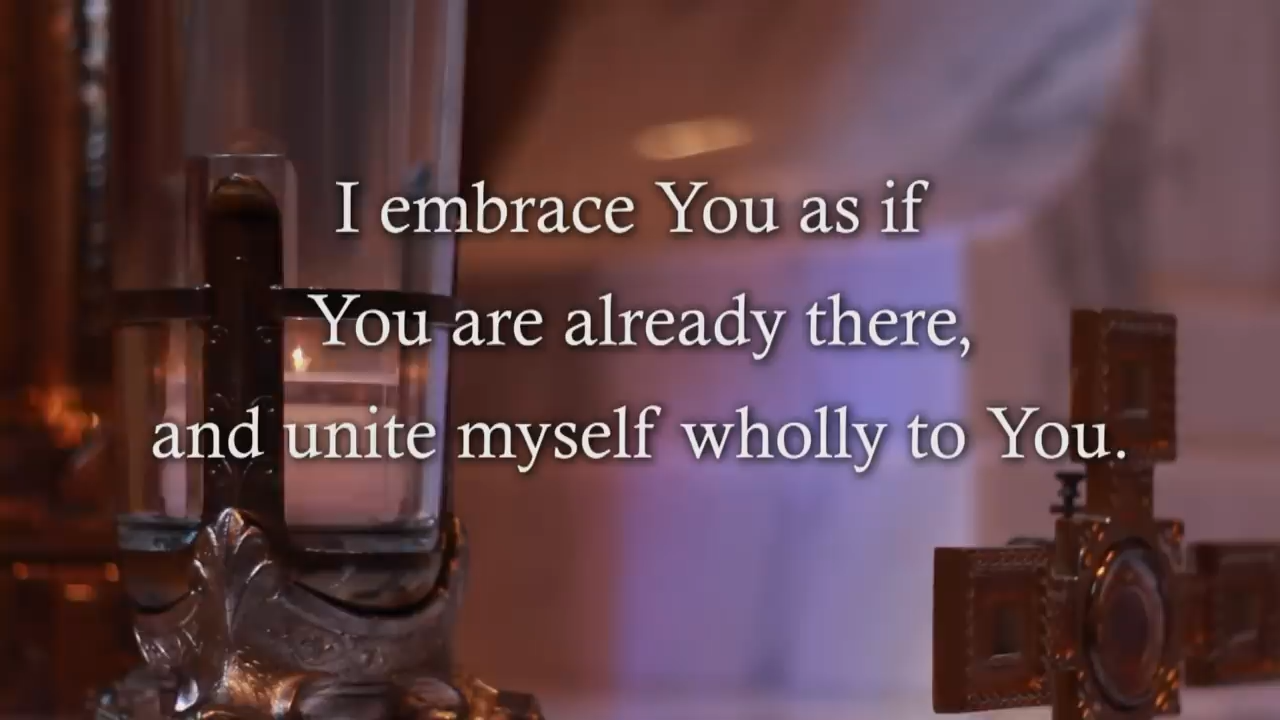 I embrace You as if
You are already there,
and unite myself wholly to You.